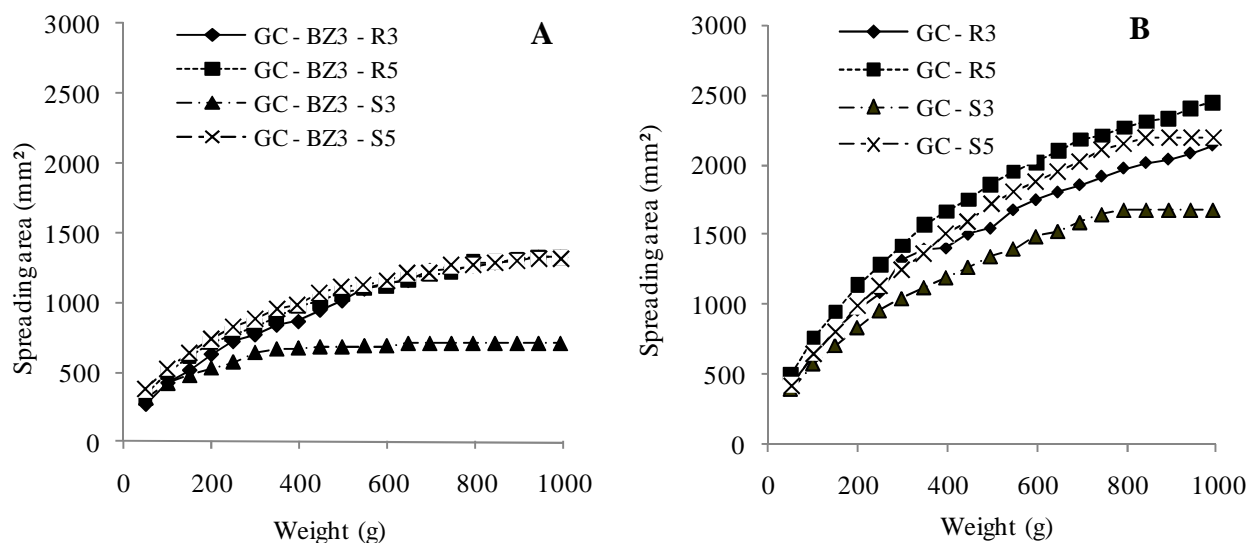 A
GC - BZ3 - R3
GC - BZ3 - R5
GC - BZ3 - S3
GC - BZ3 - S5
Spreading area (mm²)
3000
2500
2000
1500
1000
500
0
0 200 400 600 800 1000
Weight (g)
B
GC - R3
GC - R5
GC - S3
GC - S5
Spreading area (mm²)
3000
2500
2000
1500
1000
500
0
0 200 400 600 800 1000
Weight (g)